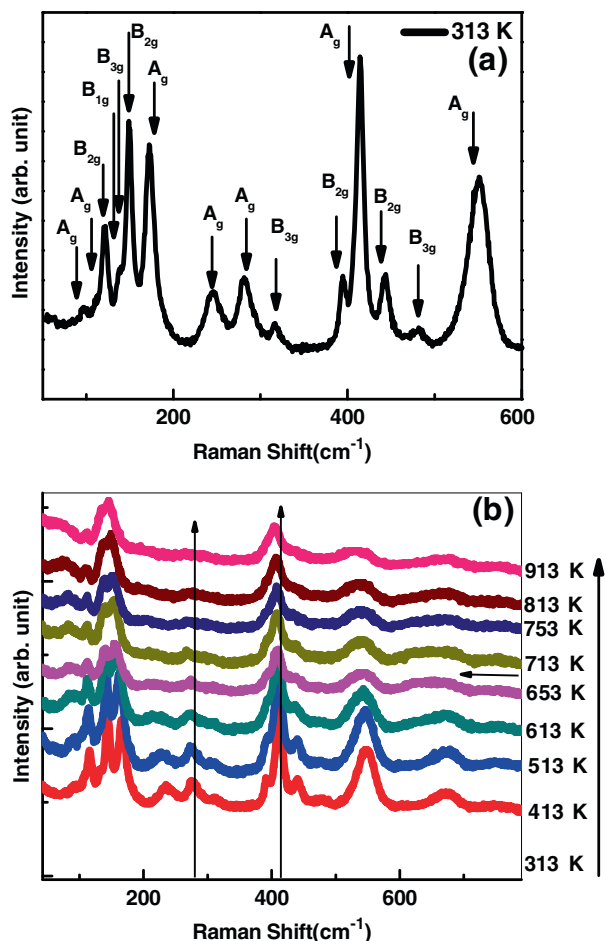 313 K
(a)
A_g
B_2g
B_3g
A_g
B_1g
A_g
B_2g
A_g
A_g
A_g
A_g
B_2g
B_2g
B_3g
B_3g
Intensity (arb. unit)
200
400
600
Raman Shift(cm⁻¹)
(b)
913 K
813 K
753 K
713 K
653 K
613 K
513 K
413 K
313 K
Intensity (arb. unit)
200
400
600
Raman Shift(cm⁻¹)